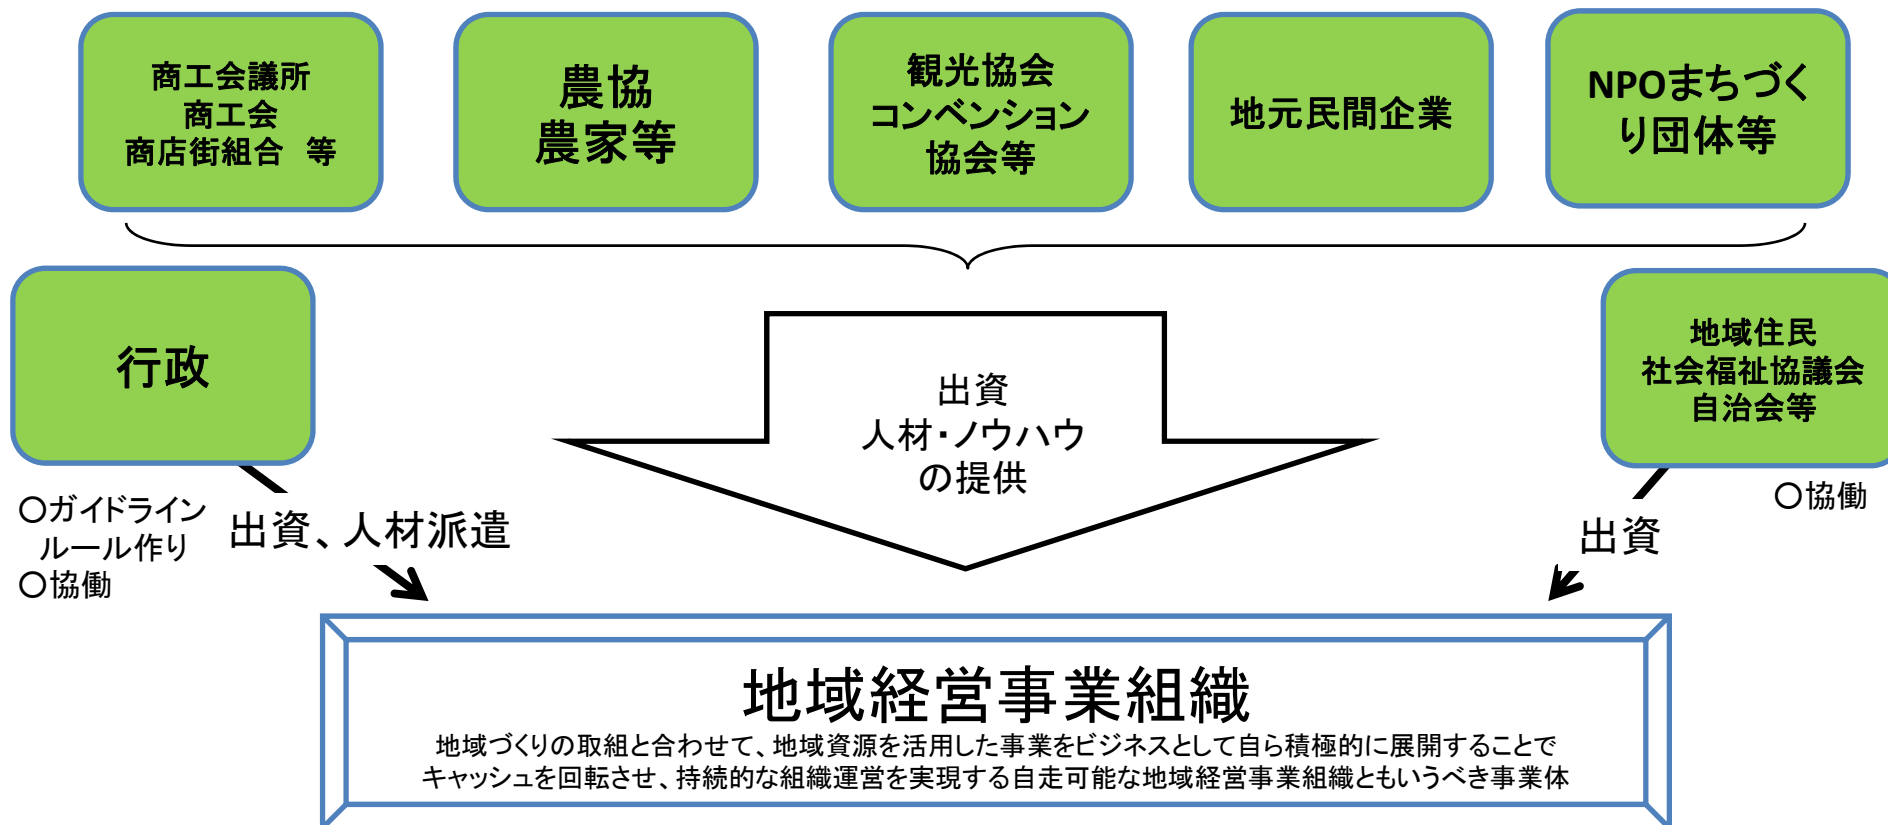 商工会議所
商工会
商店街組合　等
農協
農家等
観光協会
コンベンション
協会等
地元民間企業
NPOまちづく
り団体等
行政
地域住民
社会福祉協議会
自治会等
出資
人材・ノウハウ
の提供
○ガイドライン
ルール作り
○協働
出資、人材派遣
○協働
出資
地域経営事業組織
地域づくりの取組と合わせて、地域資源を活用した事業をビジネスとして自ら積極的に展開することで
キャッシュを回転させ、持続的な組織運営を実現する自走可能な地域経営事業組織ともいうべき事業体